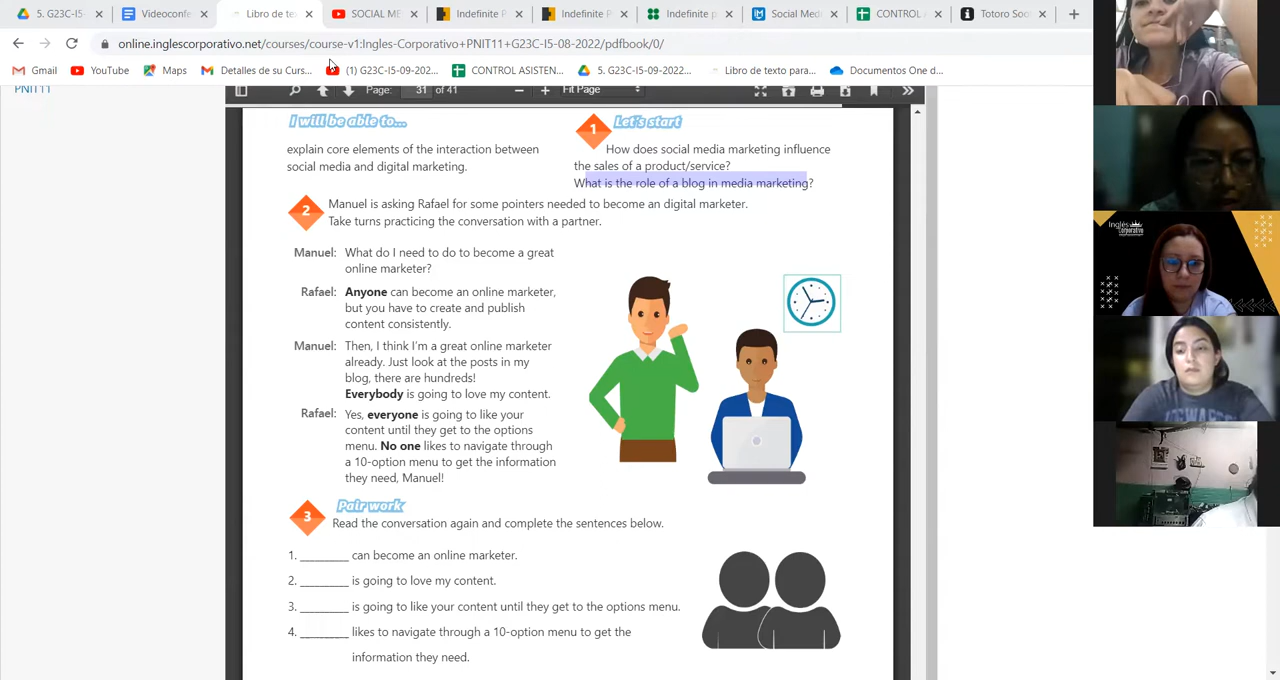 5. G23C-I5-
Videoconfe
Libro de tex
SOCIAL ME
Indefinite P
Indefinite P
Indefinite p
Social Medi
CONTROL A
Totoro Soo
online.inglescorporativo.net/courses/course-v1:Ingles-Corporativo+PNIT11+G23C-I5-08-2022/pdfbook/0/
Gmail
YouTube
Maps
Detalles de su Curs...
(1) G23C-I5-09-202...
CONTROL ASISTEN...
5. G23C-I5-09-2022...
Libro de texto para...
Documentos One d...
PNIT11
Page: 31 of 41
Fit Page
I will be able to...
explain core elements of the interaction between
social media and digital marketing.
1 Let's start
How does social media marketing influence
the sales of a product/service?
What is the role of a blog in media marketing?
2 Manuel is asking Rafael for some pointers needed to become an digital marketer.
Take turns practicing the conversation with a partner.
Manuel: What do I need to do to become a great
online marketer?
Rafael: Anyone can become an online marketer,
but you have to create and publish
content consistently.
Manuel: Then, I think I'm a great online marketer
already. Just look at the posts in my
blog, there are hundreds!
Everybody is going to love my content.
Rafael: Yes, everyone is going to like your
content until they get to the options
menu. No one likes to navigate through
a 10-option menu to get the information
they need, Manuel!
3 Pair work
Read the conversation again and complete the sentences below.
1. ________ can become an online marketer.
2. ________ is going to love my content.
3. ________ is going to like your content until they get to the options menu.
4. ________ likes to navigate through a 10-option menu to get the
information they need.
Inglés
Corporativo